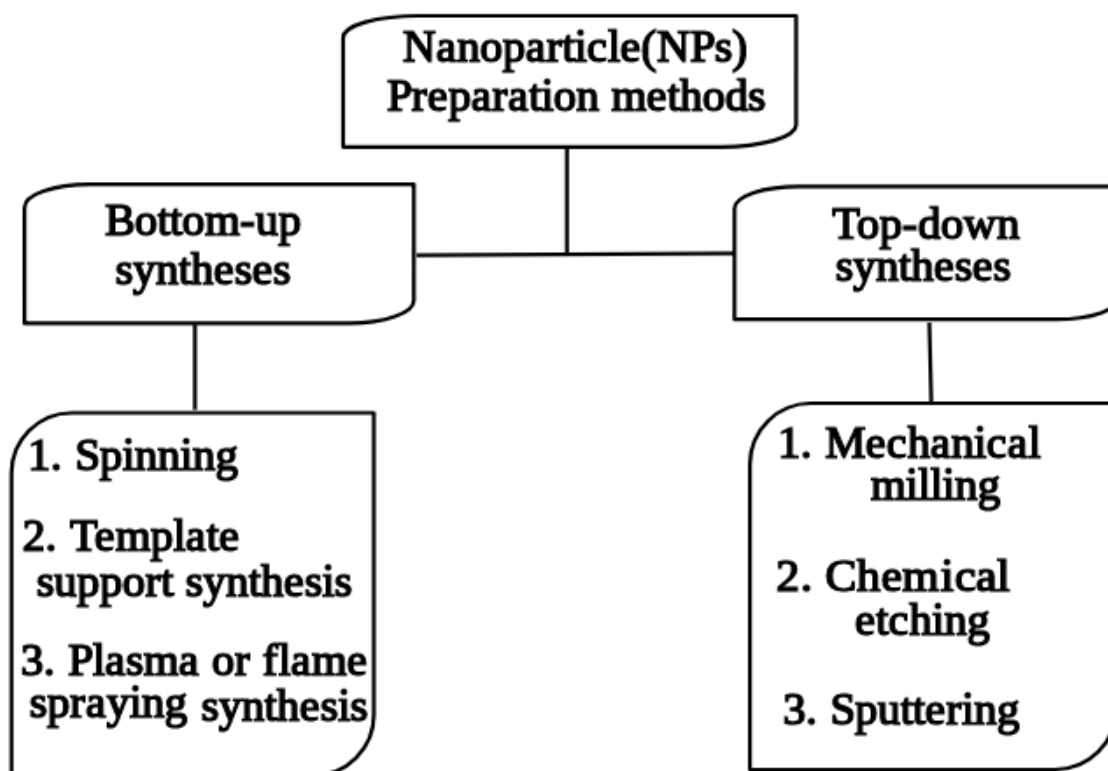 Nanoparticle(NPs)
Preparation methods
Bottom-up
syntheses
Top-down
syntheses
1. Spinning
2. Template
support synthesis
3. Plasma or flame
spraying synthesis
1. Mechanical
milling
2. Chemical
etching
3. Sputtering